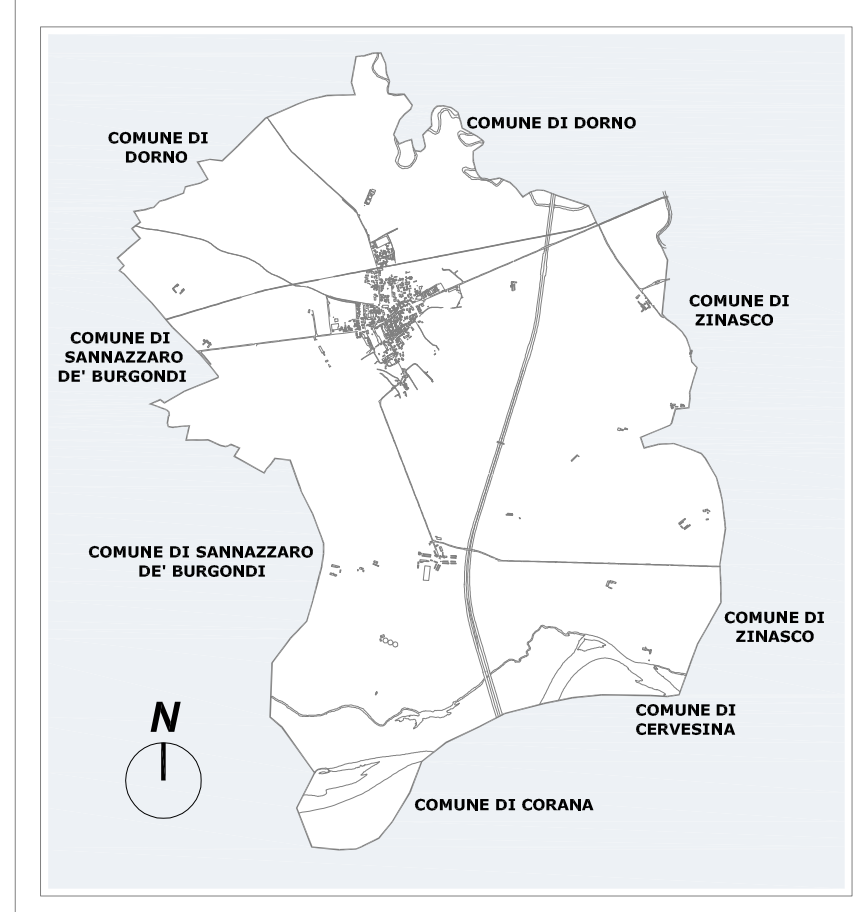 COMUNE DI DORNO
COMUNE DI
DORNO
COMUNE DI
ZINASCO
COMUNE DI
SANNAZZARO
DE' BURGONDI
COMUNE DI SANNAZZARO
DE' BURGONDI
COMUNE DI
ZINASCO
N
COMUNE DI
CERVESINA
COMUNE DI CORANA